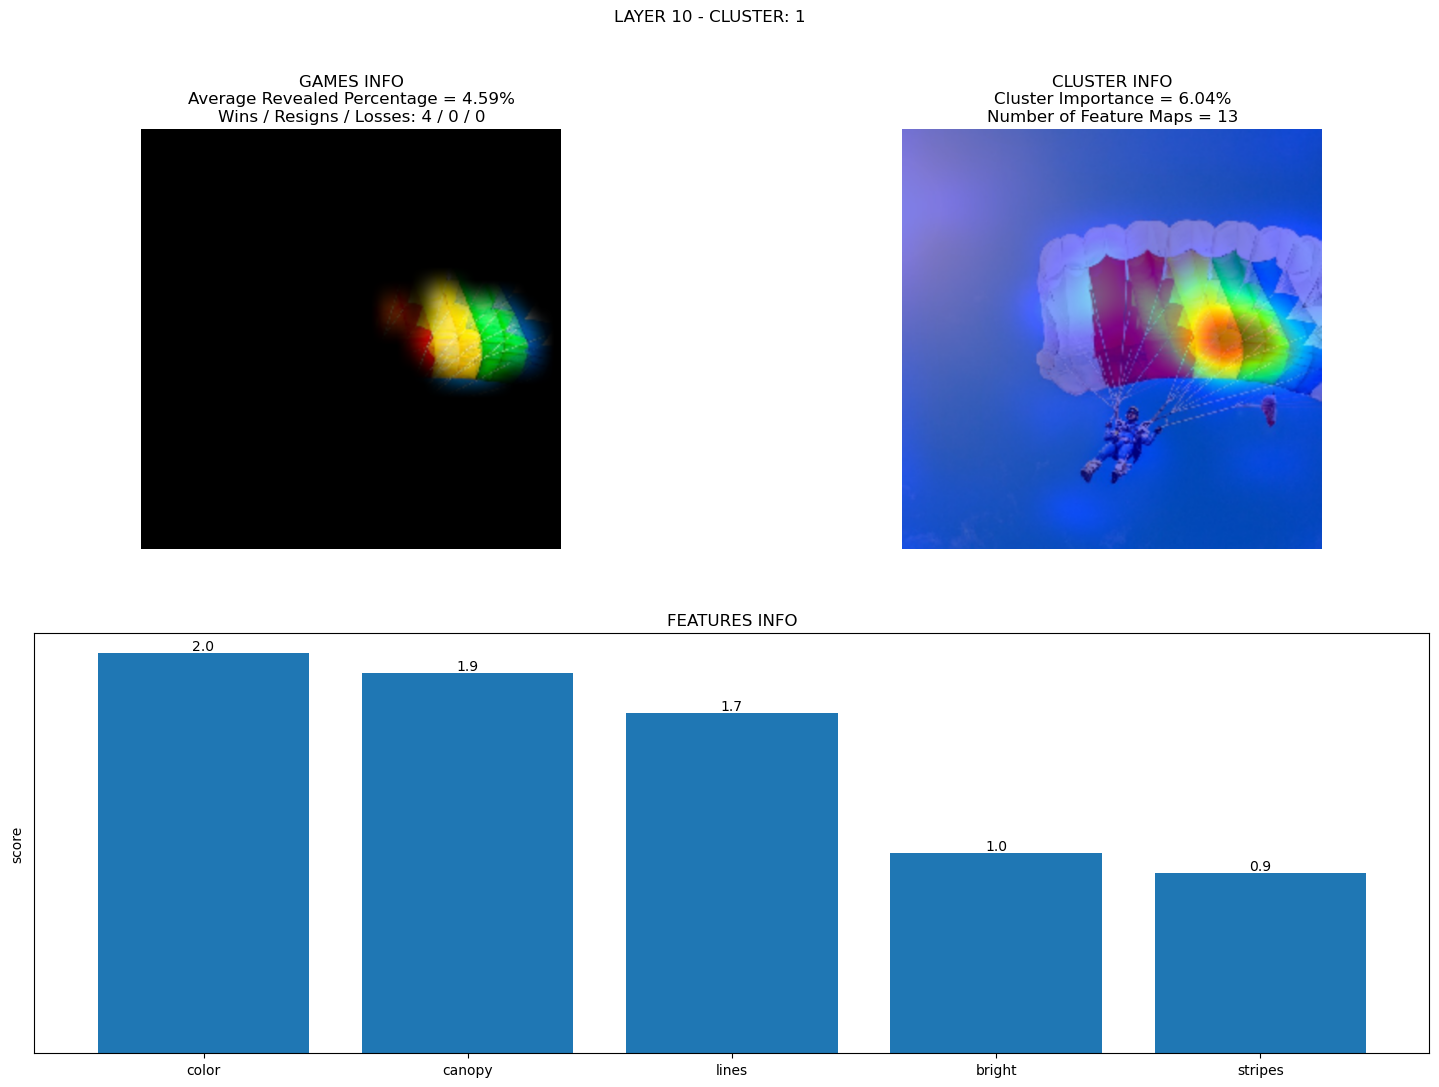 LAYER 10 - CLUSTER: 1
GAMES INFO
Average Revealed Percentage = 4.59%
Wins / Resigns / Losses: 4 / 0 / 0
CLUSTER INFO
Cluster Importance = 6.04%
Number of Feature Maps = 13
FEATURES INFO
score
2.0
1.9
1.7
1.0
0.9
color
canopy
lines
bright
stripes